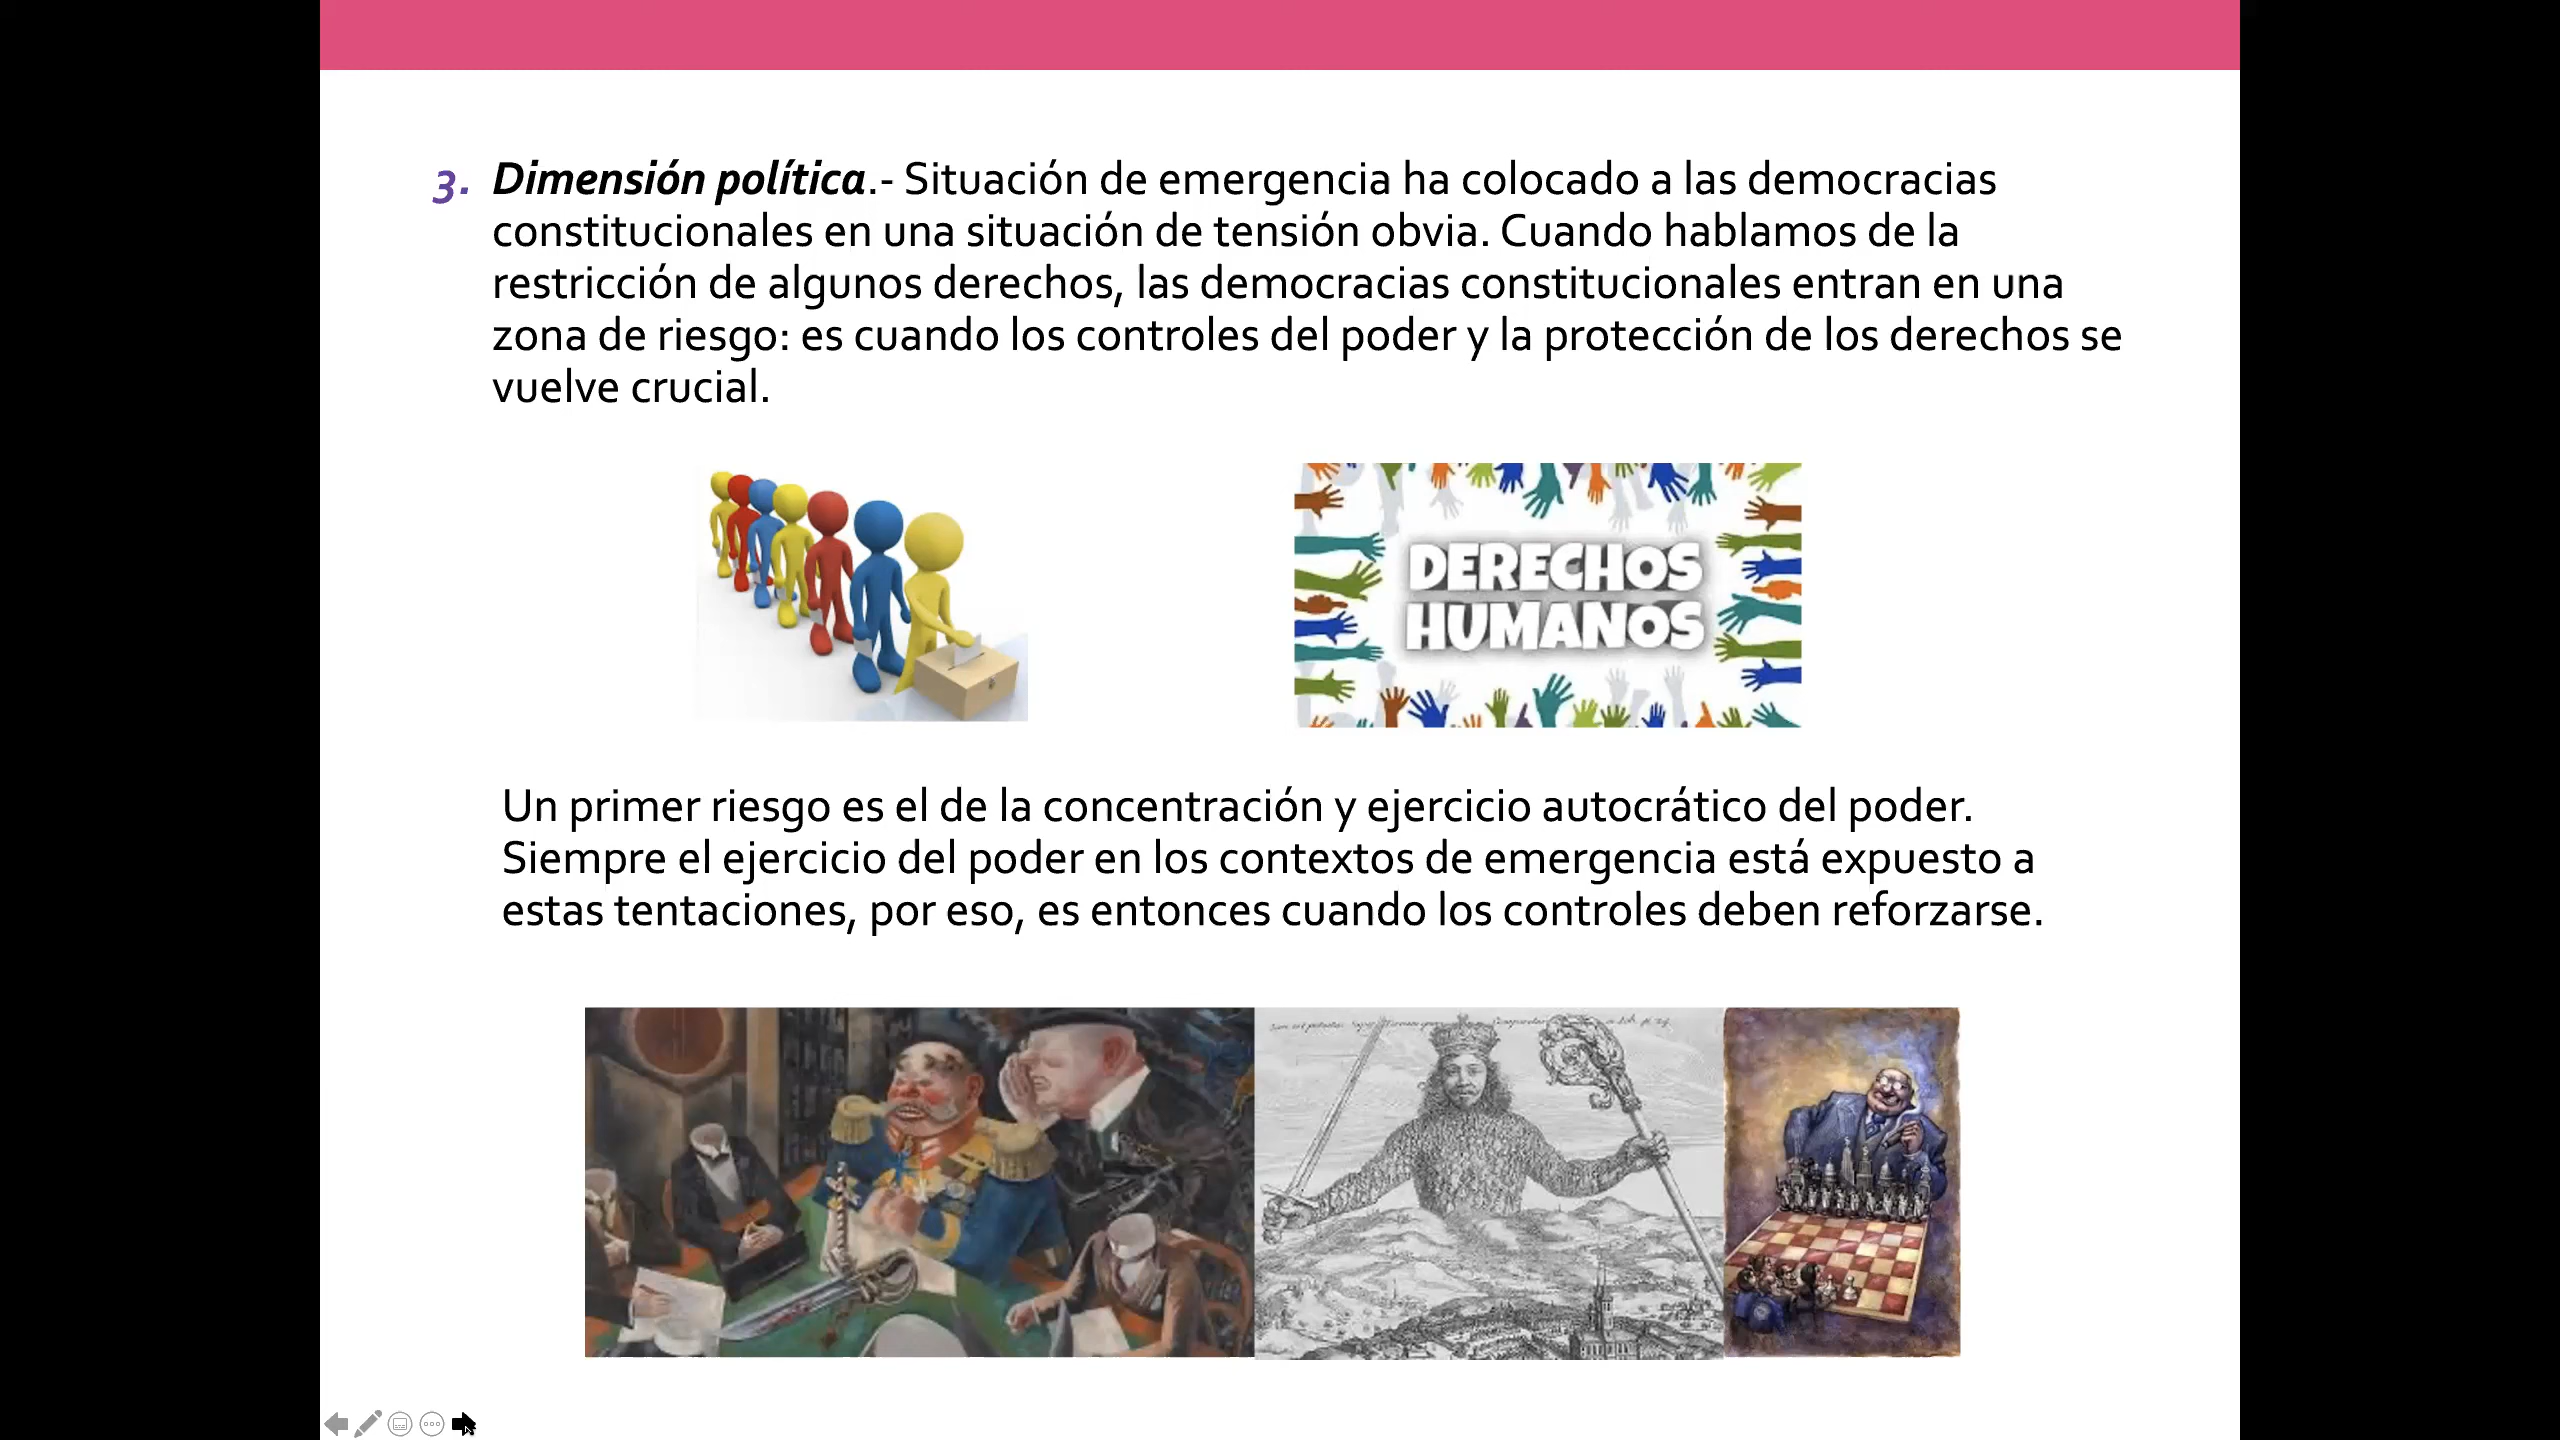 3. Dimensión política.- Situación de emergencia ha colocado a las democracias
constitucionales en una situación de tensión obvia. Cuando hablamos de la
restricción de algunos derechos, las democracias constitucionales entran en una
zona de riesgo: es cuando los controles del poder y la protección de los derechos se
vuelve crucial.
DERECHOS
HUMANOS
Un primer riesgo es el de la concentración y ejercicio autocrático del poder.
Siempre el ejercicio del poder en los contextos de emergencia está expuesto a
estas tentaciones, por eso, es entonces cuando los controles deben reforzarse.